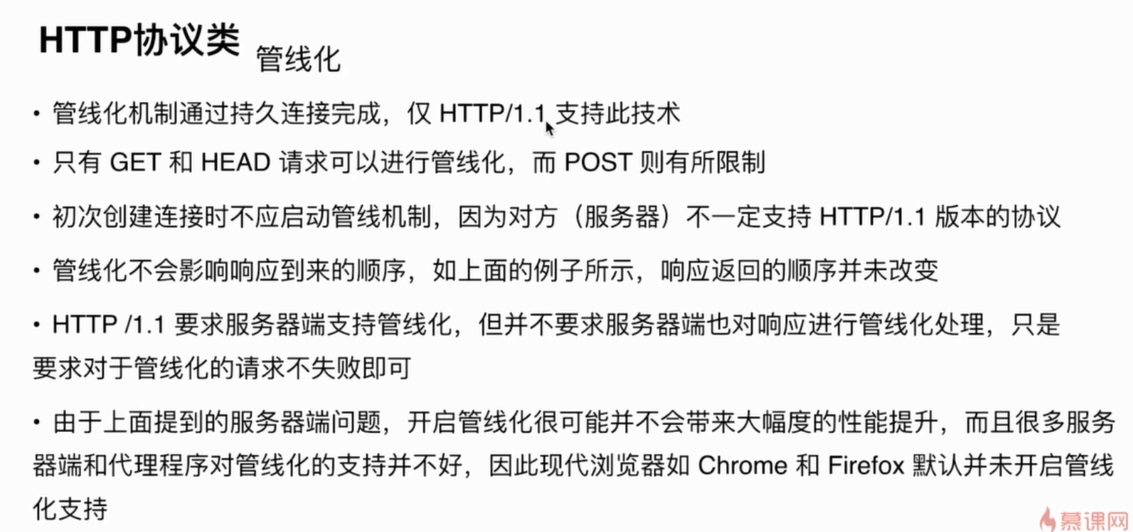 HTTP协议类 管线化
• 管线化机制通过持久连接完成，仅 HTTP/1.1 支持此技术
• 只有 GET 和 HEAD 请求可以进行管线化，而 POST 则有所限制
• 初次创建连接时不应启动管线机制，因为对方（服务器）不一定支持 HTTP/1.1 版本的协议
• 管线化不会影响响应到来的顺序，如上面的例子所示，响应返回的顺序并未改变
• HTTP /1.1 要求服务器端支持管线化，但并不要求服务器端也对响应进行管线化处理，只是
要求对于管线化的请求不失败即可
• 由于上面提到的服务器端问题，开启管线化很可能并不会带来大幅度的性能提升，而且很多服务
器端和代理程序对管线化的支持并不好，因此现代浏览器如 Chrome 和 Firefox 默认并未开启管线
化支持
慕课网